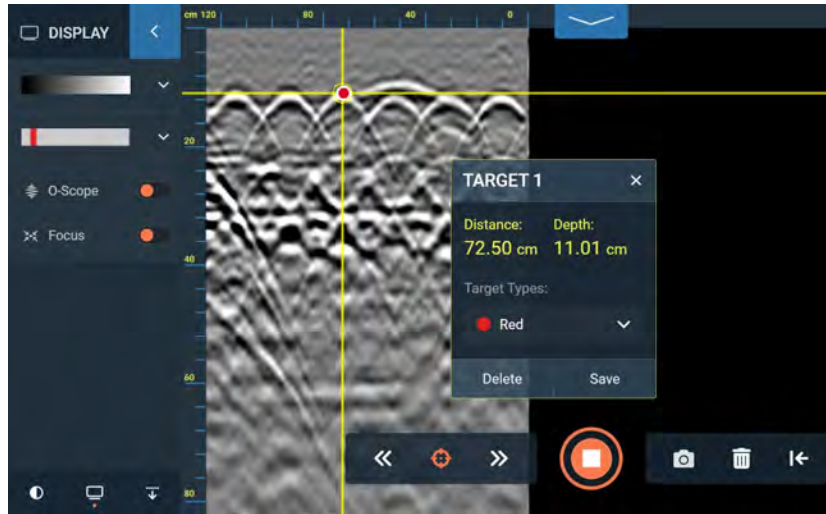 DISPLAY
cm 120 80 40 0
O-Scope
Focus
20
40
60
80
TARGET 1 ×
Distance: Depth:
72.50 cm 11.01 cm
Target Types:
Red
Delete Save